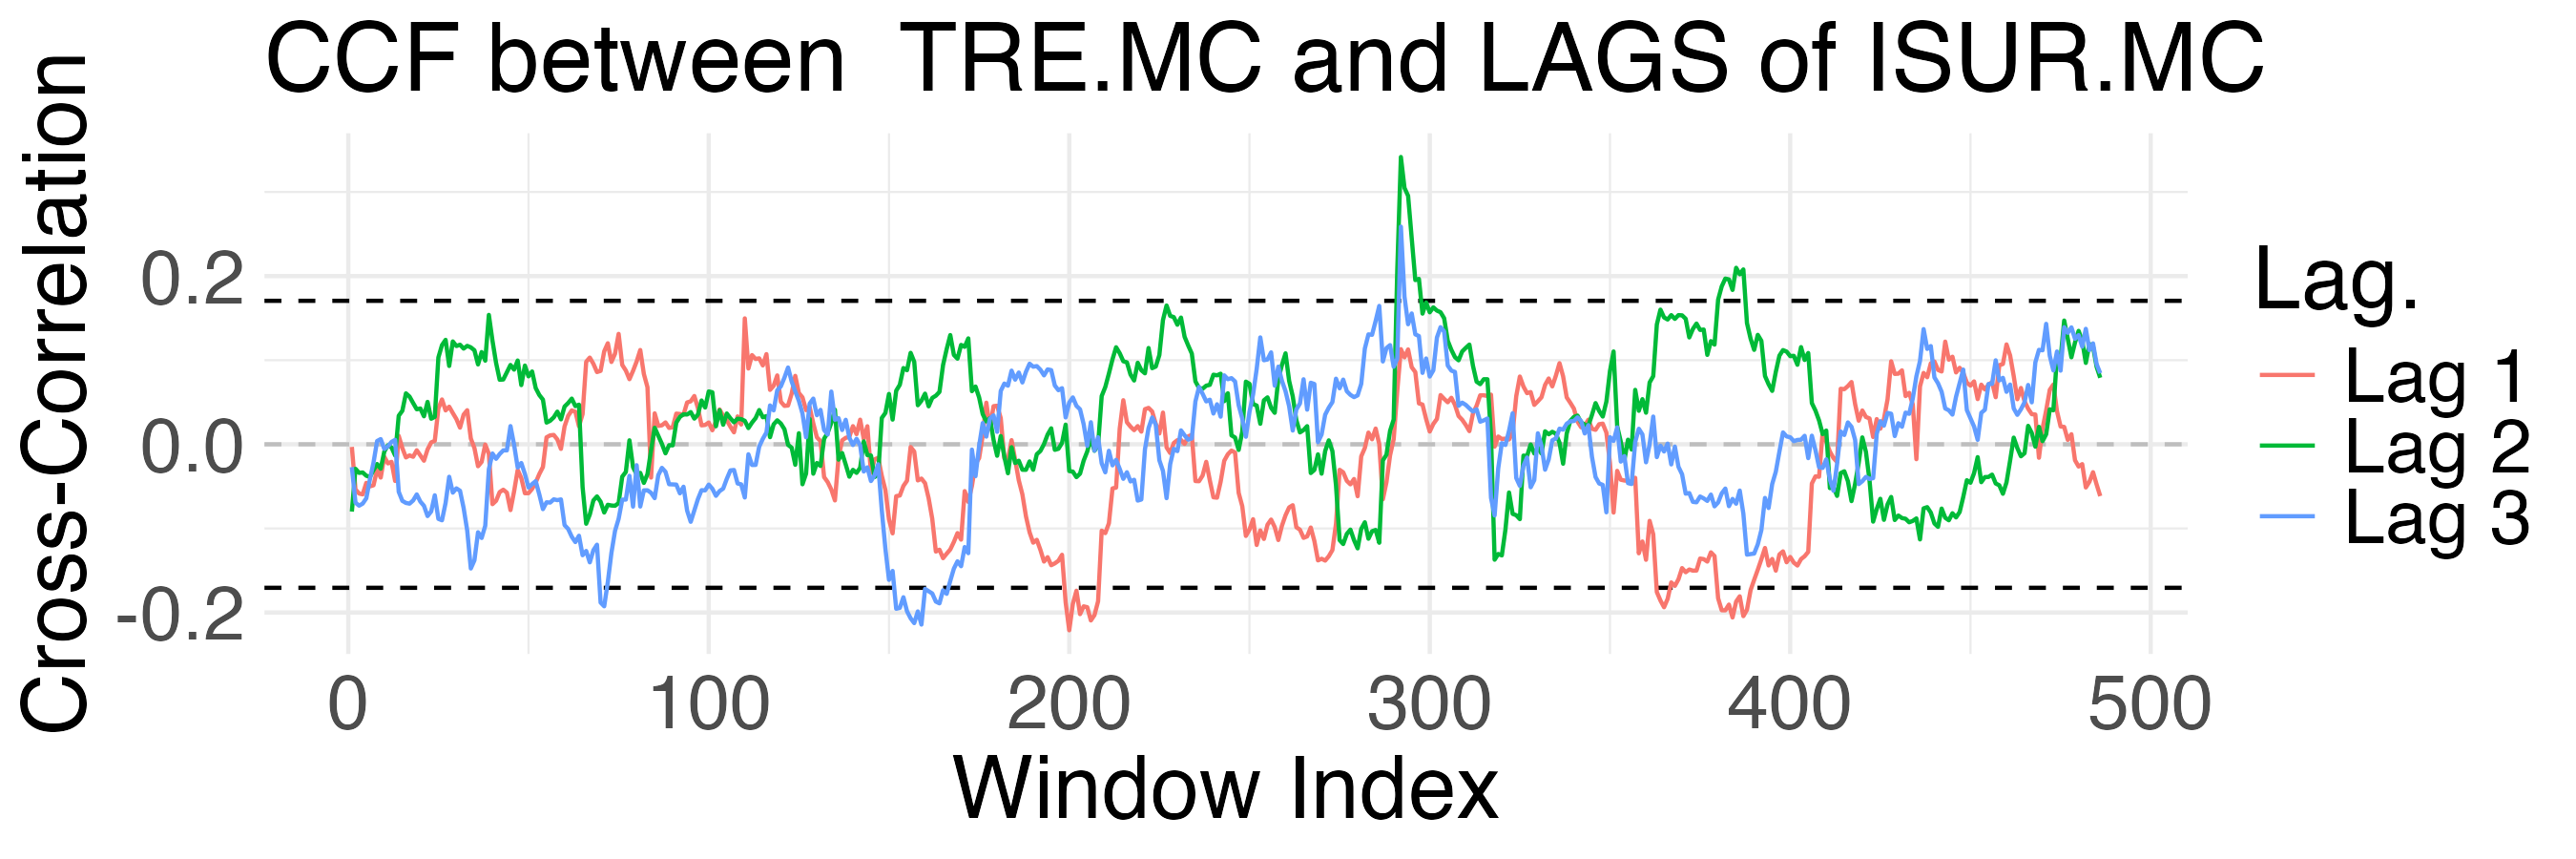 CCF between  TRE.MC and LAGS of ISUR.MC
Cross-Correlation
0.2
0.0
-0.2
0 100 200 300 400 500
Window Index
Lag.
Lag 1
Lag 2
Lag 3